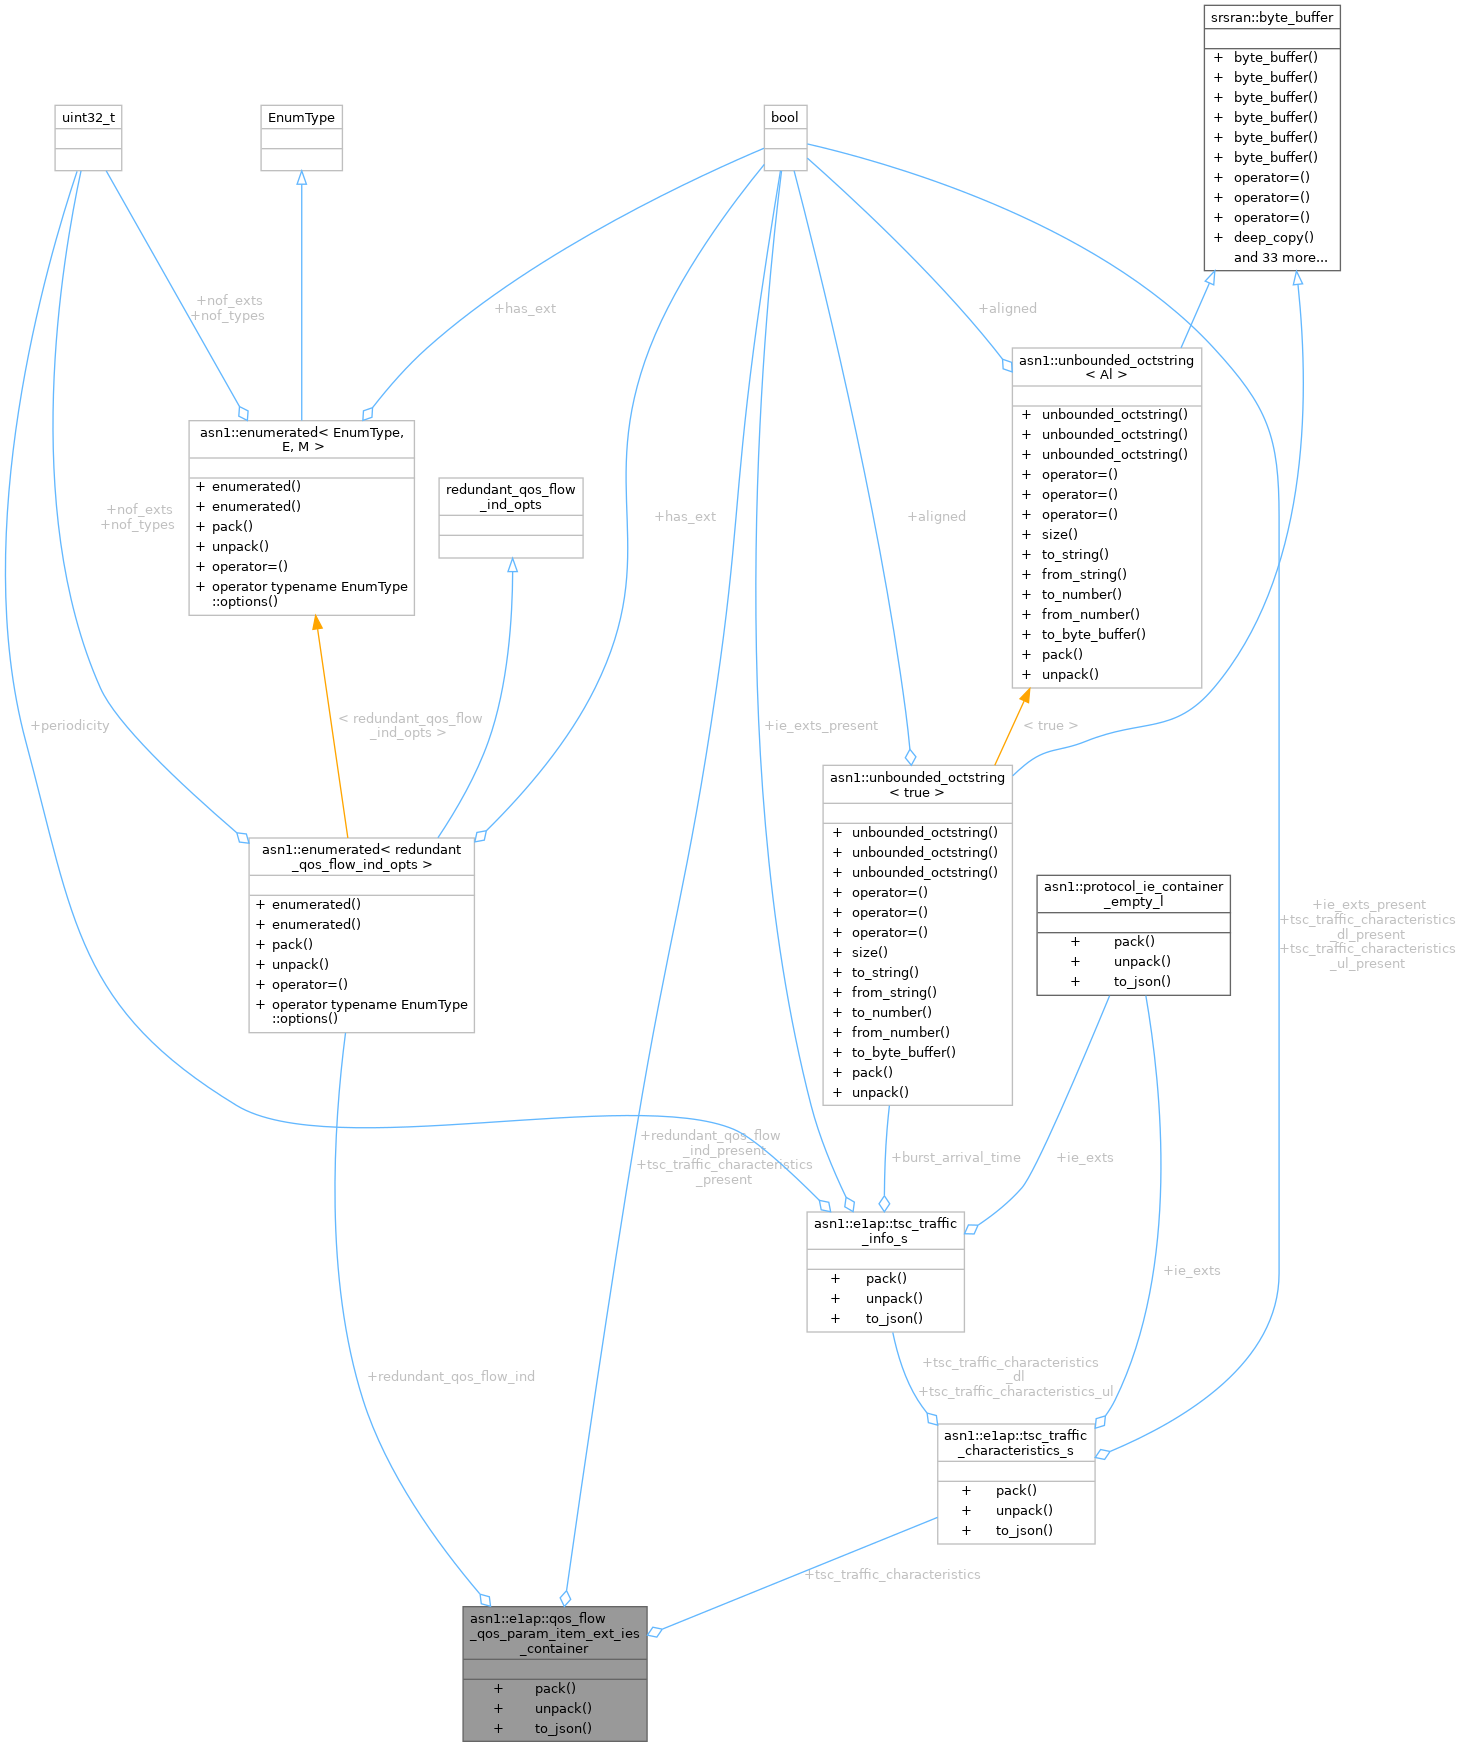 srsran::byte_buffer
+ byte_buffer()
+ byte_buffer()
+ byte_buffer()
+ byte_buffer()
+ byte_buffer()
+ byte_buffer()
+ operator=()
+ operator=()
+ operator=()
+ deep_copy()
and 33 more...
uint32_t
EnumType
bool
+nof_exts
+nof_types
+has_ext
+aligned
asn1::unbounded_octstring
< Al >
+ unbounded_octstring()
+ unbounded_octstring()
+ unbounded_octstring()
+ operator=()
+ operator=()
+ operator=()
+ size()
+ to_string()
+ from_string()
+ to_number()
+ from_number()
+ to_byte_buffer()
+ pack()
+ unpack()
asn1::enumerated< EnumType,
E, M >
+ enumerated()
+ enumerated()
+ pack()
+ unpack()
+ operator=()
+ operator typename EnumType
::options()
redundant_qos_flow
_ind_opts
+nof_exts
+nof_types
+has_ext
+aligned
+periodicity
< redundant_qos_flow
_ind_opts >
+ie_exts_present
< true >
asn1::unbounded_octstring
< true >
+ unbounded_octstring()
+ unbounded_octstring()
+ unbounded_octstring()
+ operator=()
+ operator=()
+ operator=()
+ size()
+ to_string()
+ from_string()
+ to_number()
+ from_number()
+ to_byte_buffer()
+ pack()
+ unpack()
asn1::enumerated< redundant
_qos_flow_ind_opts >
+ enumerated()
+ enumerated()
+ pack()
+ unpack()
+ operator=()
+ operator typename EnumType
::options()
asn1::protocol_ie_container
_empty_l
+ pack()
+ unpack()
+ to_json()
+ie_exts_present
+tsc_traffic_characteristics
_dl_present
+tsc_traffic_characteristics
_ul_present
+redundant_qos_flow
_ind_present
+tsc_traffic_characteristics
_present
+burst_arrival_time
+ie_exts
asn1::e1ap::tsc_traffic
_info_s
+ pack()
+ unpack()
+ to_json()
+ie_exts
+redundant_qos_flow_ind
+tsc_traffic_characteristics
_dl
+tsc_traffic_characteristics_ul
asn1::e1ap::tsc_traffic
_characteristics_s
+ pack()
+ unpack()
+ to_json()
+tsc_traffic_characteristics
asn1::e1ap::qos_flow
_qos_param_item_ext_ies
_container
+ pack()
+ unpack()
+ to_json()